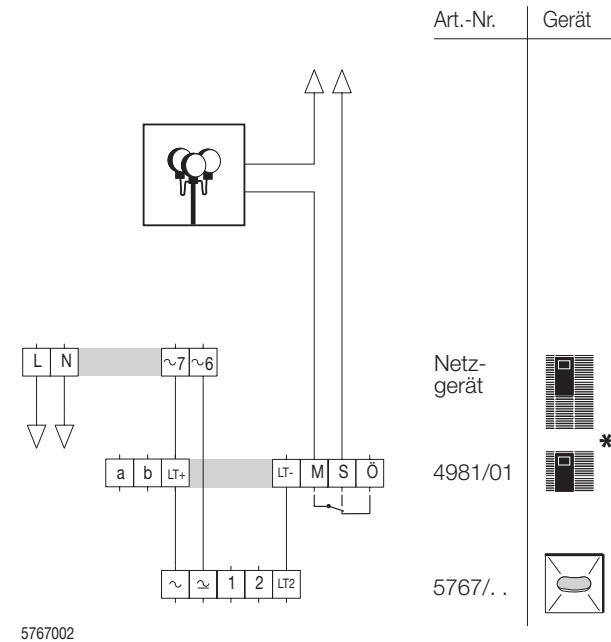 Art.-Nr. Gerät
L N ~7 ~6
Netz-
gerät
*
a b LT+ LT- M S Ö
4981/01
~ ≃ 1 2 LT2
5767/. .
5767002